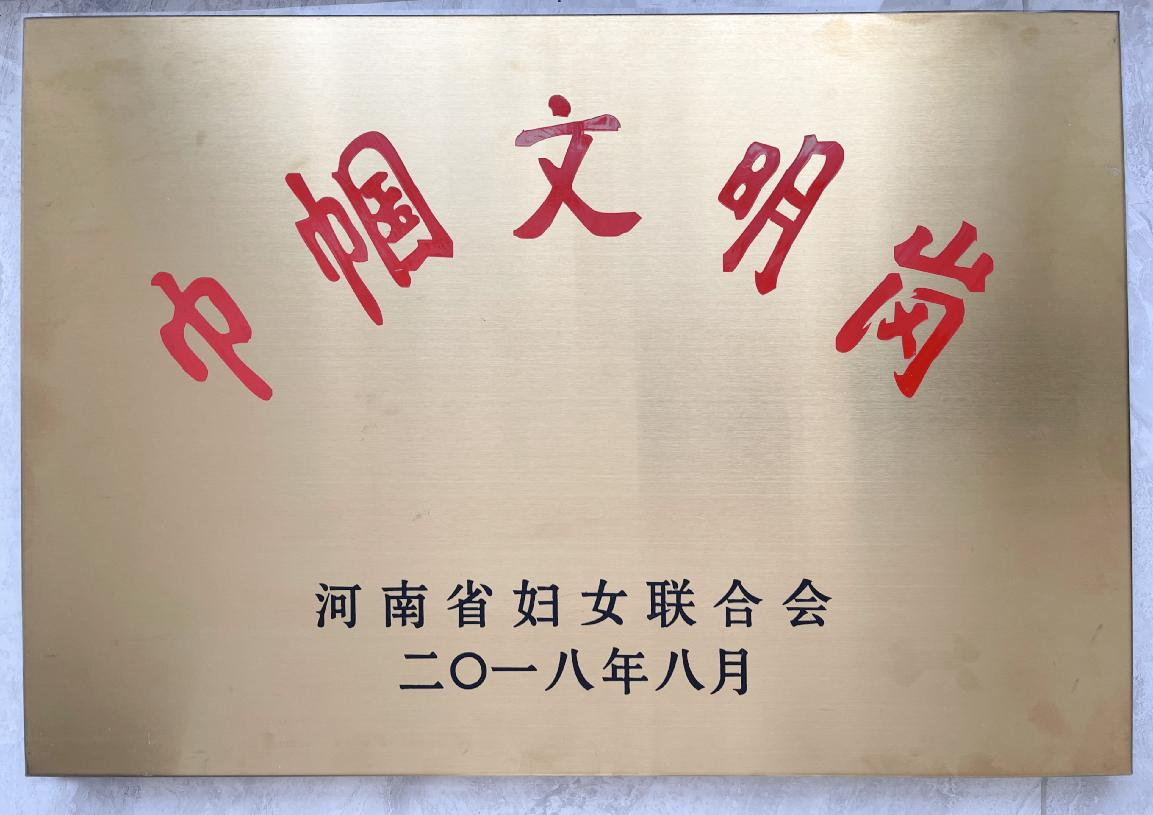 巾帼文明岗
河南省妇女联合会
二〇一八年八月